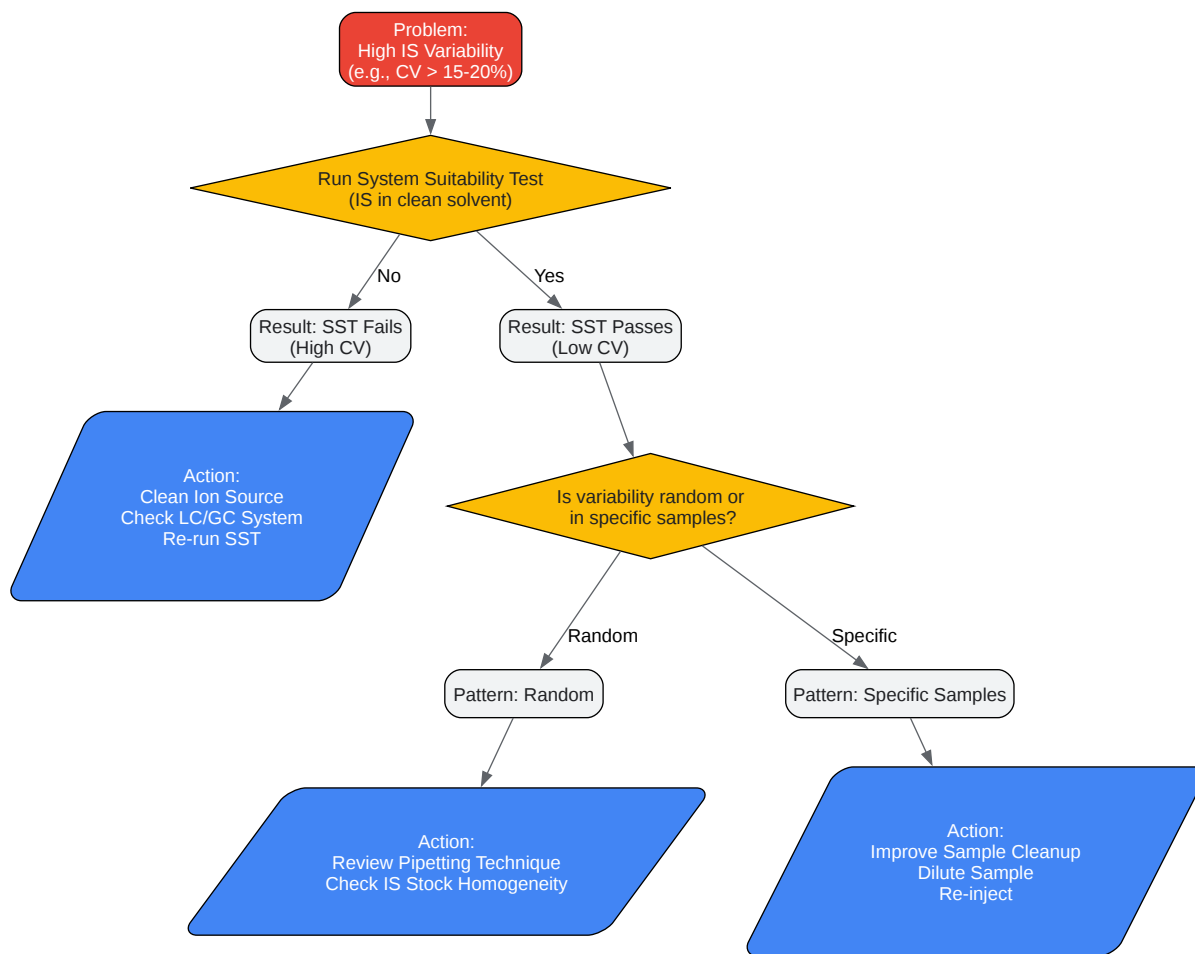 Problem:
High IS Variability
(e.g., CV > 15-20%)
Run System Suitability Test
(IS in clean solvent)
No
Yes
Result: SST Fails
(High CV)
Result: SST Passes
(Low CV)
Action:
Clean Ion Source
Check LC/GC System
Re-run SST
Is variability random or
in specific samples?
Random
Specific
Pattern: Random
Pattern: Specific Samples
Action:
Review Pipetting Technique
Check IS Stock Homogeneity
Action:
Improve Sample Cleanup
Dilute Sample
Re-inject